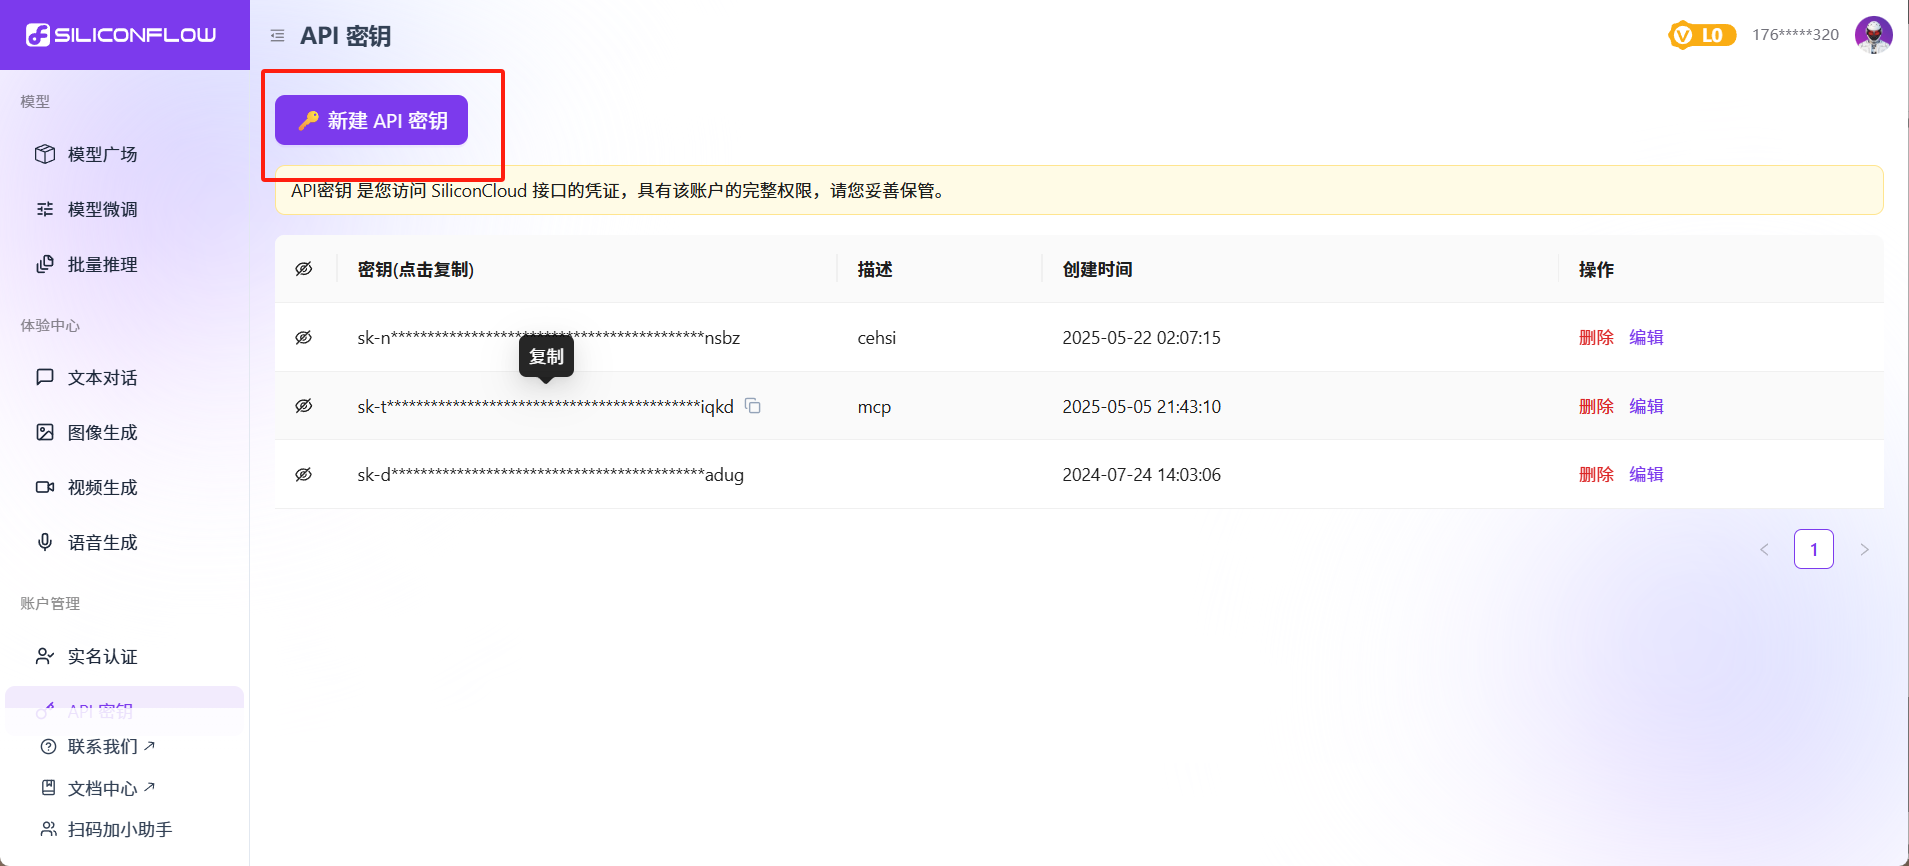 SILICONFLOW
API 密钥
L0
176*****320
模型
模型广场
模型微调
批量推理
体验中心
文本对话
图像生成
视频生成
语音生成
账户管理
实名认证
API 密钥
联系我们
文档中心
扫码加小助手
新建 API 密钥
API密钥 是您访问 SiliconCloud 接口的凭证，具有该账户的完整权限，请您妥善保管。
密钥(点击复制) 描述 创建时间 操作
sk-n********************************************nsbz cehsi 2025-05-22 02:07:15 删除 编辑
复制
sk-t********************************************iqkd mcp 2025-05-05 21:43:10 删除 编辑
sk-d********************************************adug 2024-07-24 14:03:06 删除 编辑
1